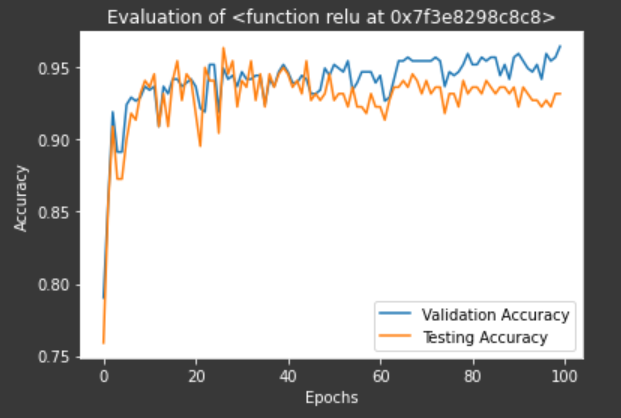 Evaluation of <function relu at 0x7f3e8298c8c8>
Accuracy
0.95
0.90
0.85
0.80
0.75
Validation Accuracy
Testing Accuracy
0 20 40 60 80 100
Epochs